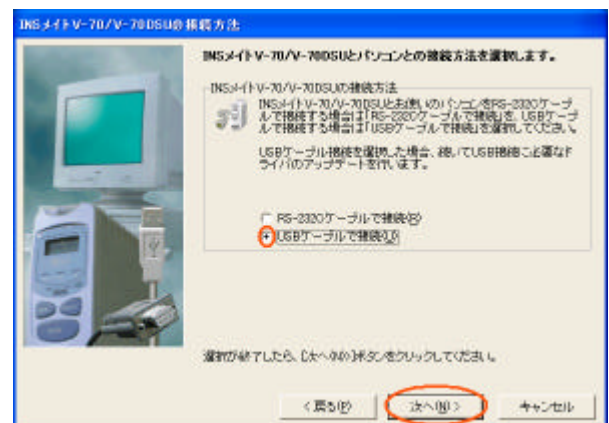 INSメイトV-70/V-70DSUの接続方法
INSメイトV-70/V-70DSUとパソコンとの接続方法を選択します。
INSメイトV-70/V-70DSUの接続方法
INSメイトV-70/V-70DSUとお使いのパソコンをRS-232Cケーブ
ルで接続する場合は「RS-232Cケーブルで接続」を、USBケーブ
ルで接続する場合は「USBケーブルで接続」を選択してください。
USBケーブル接続を選択した場合、続いてUSB接続に必要なド
ライバのアップデートを行います。
RS-232Cケーブルで接続(R)
USBケーブルで接続(U)
選択が終了したら、[次へ(N)>]ボタンをクリックしてください。
< 戻る(P)
次へ(N) >
キャンセル